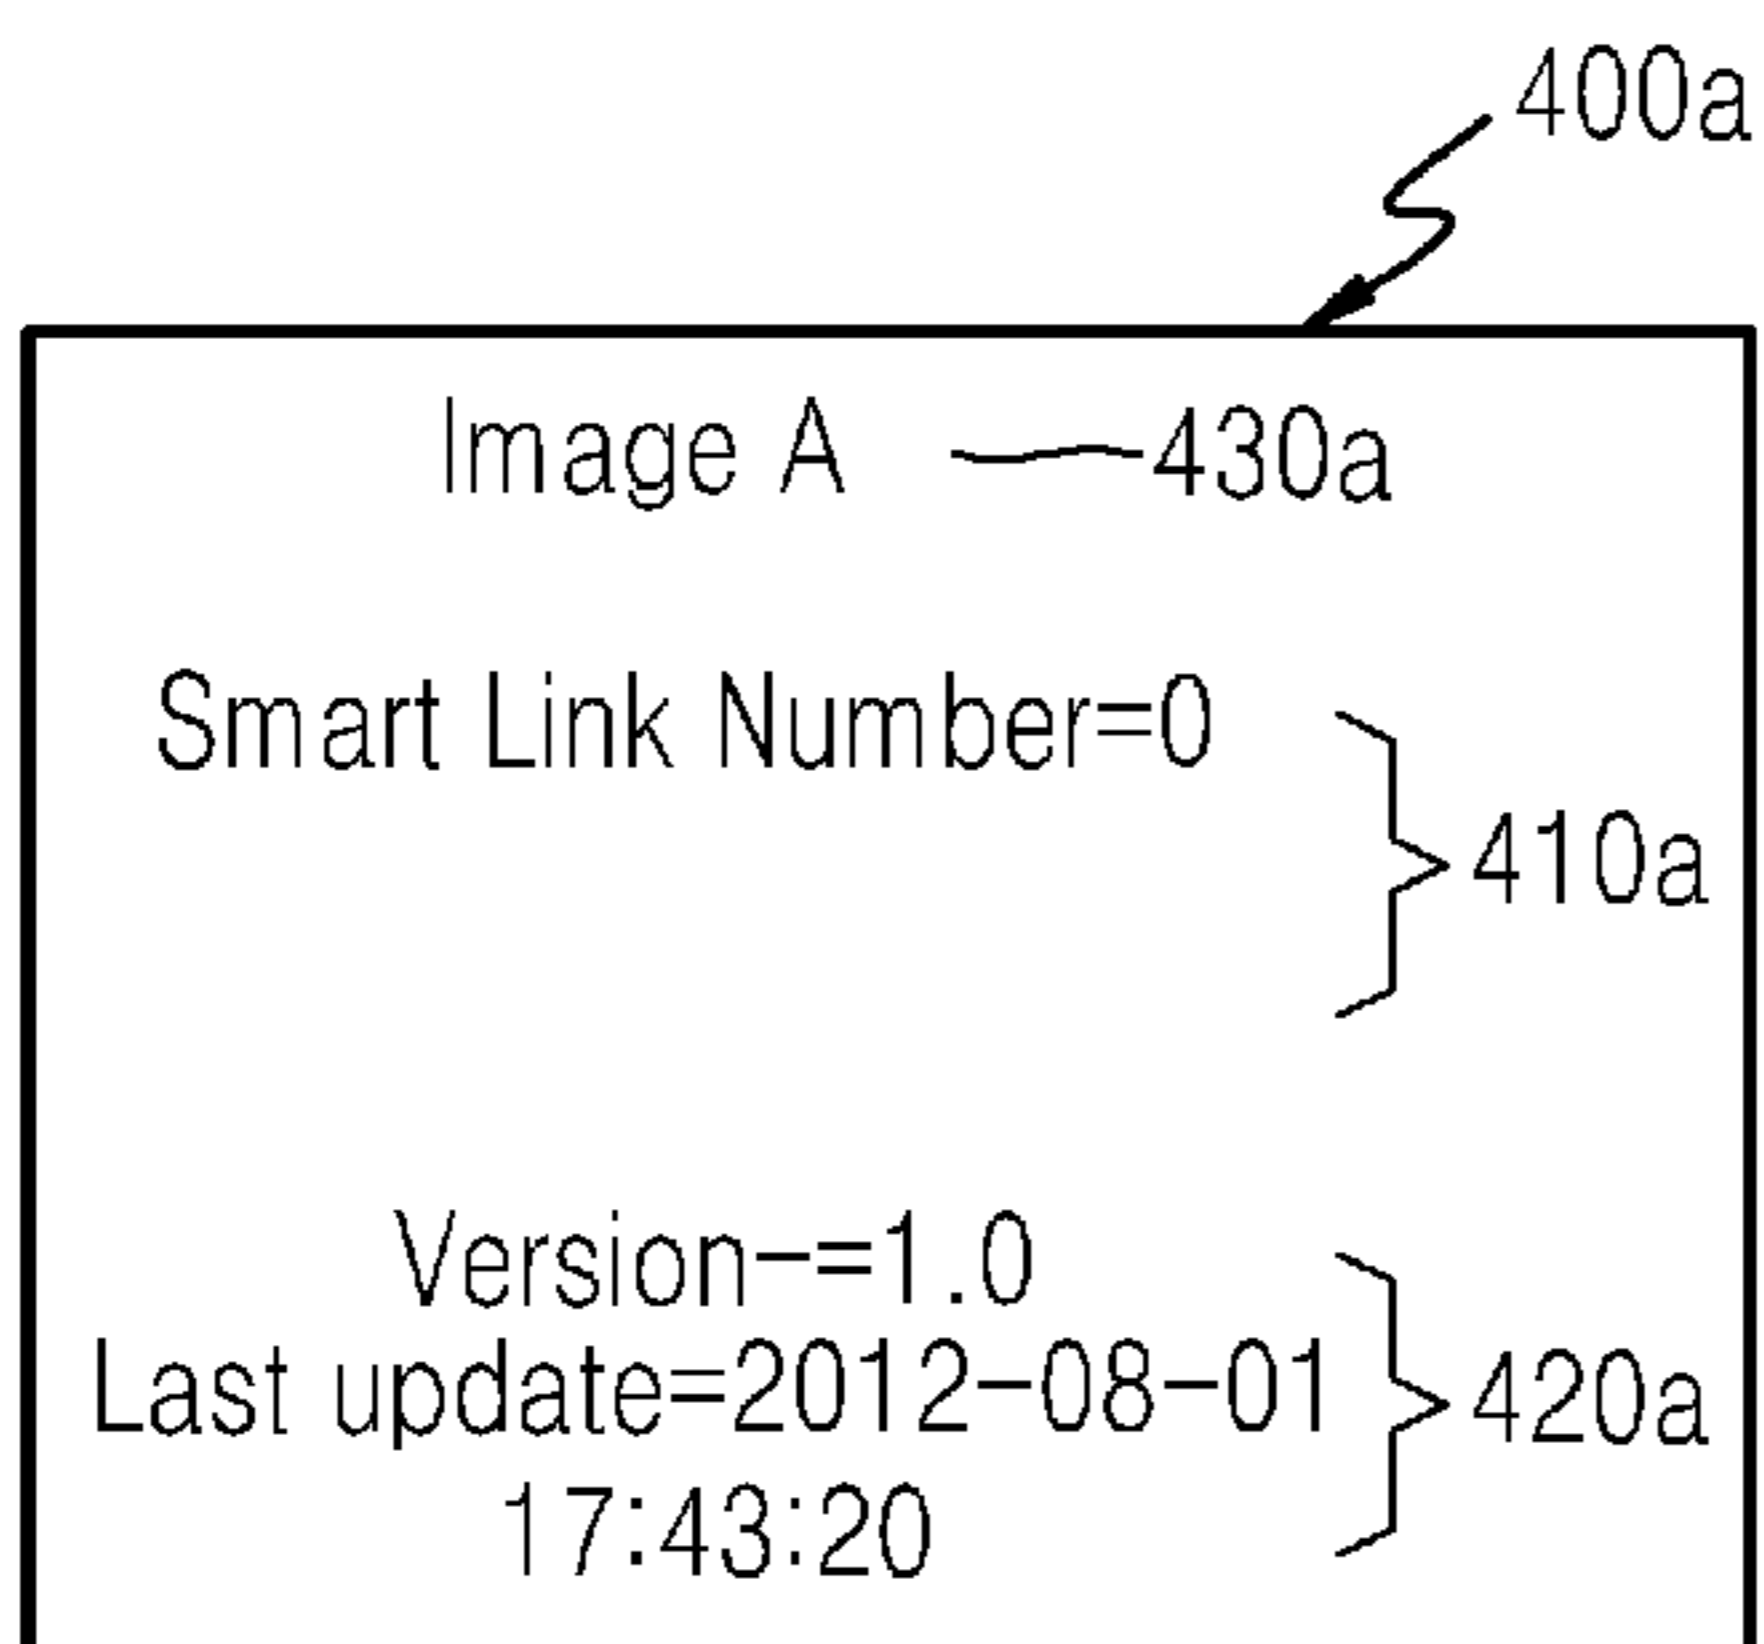 400a
Image A 430a
Smart Link Number=0
410a
Version-=1.0
Last update=2012-08-01
420a
17:43:20